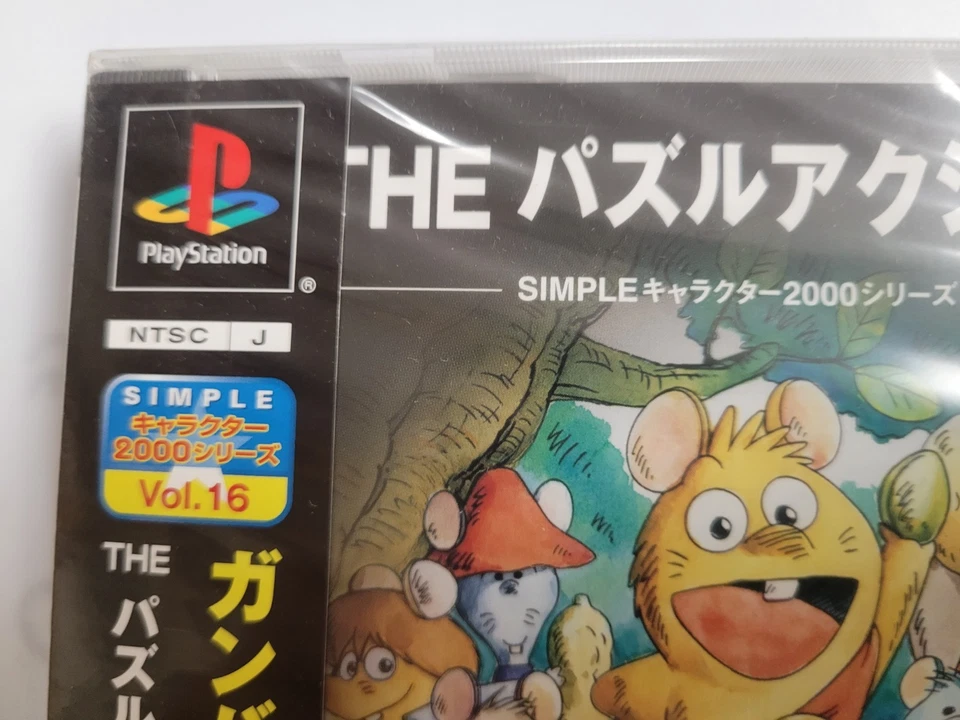 PlayStation
®
NTSC J
SIMPLE
キャラクター
2000シリーズ
Vol.16
THE パズル
ガン
THE パズルアク
SIMPLEキャラクター2000シリーズ